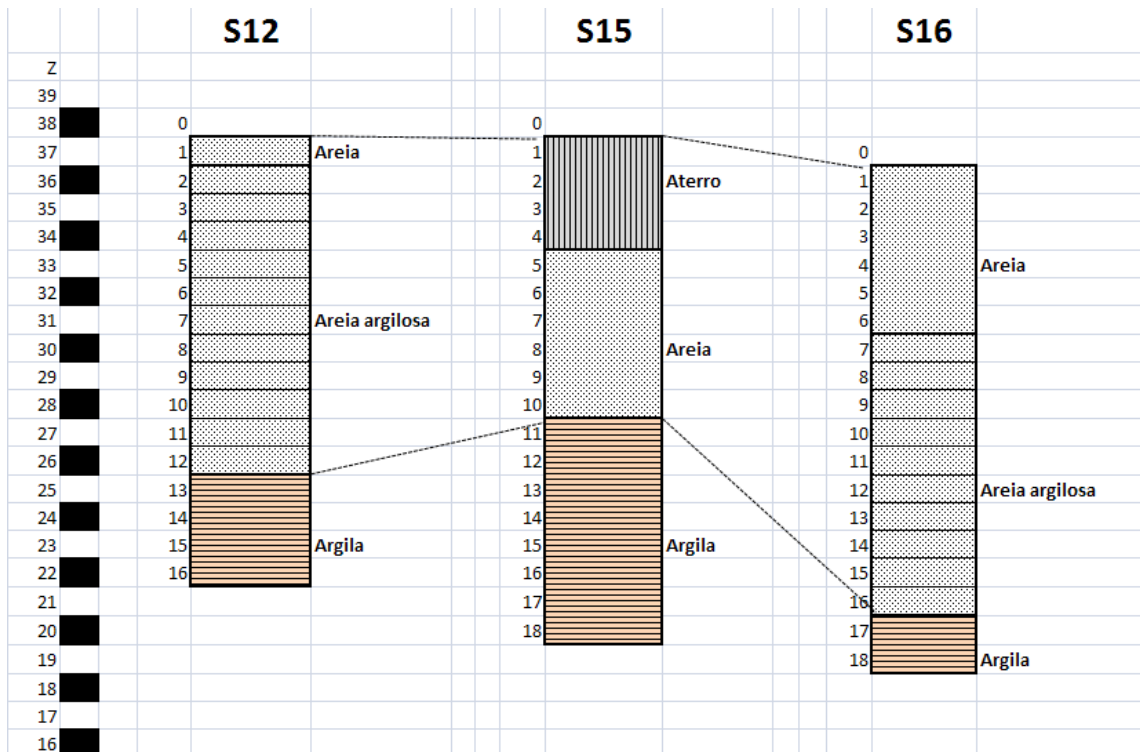 S12 S15 S16
Z
39
38 0 0
37 1 Areia 1 0
36 2 2 Aterro 1
35 3 3 2
34 4 4 3
33 5 5 4 Areia
32 6 6 5
31 7 Areia argilosa 7 6
30 8 8 Areia 7
29 9 9 8
28 10 10 9
27 11 11 10
26 12 12 11
25 13 13 12 Areia argilosa
24 14 14 13
23 15 Argila 15 Argila 14
22 16 16 15
21 17 16
20 18 17
19 18 Argila
18
17
16